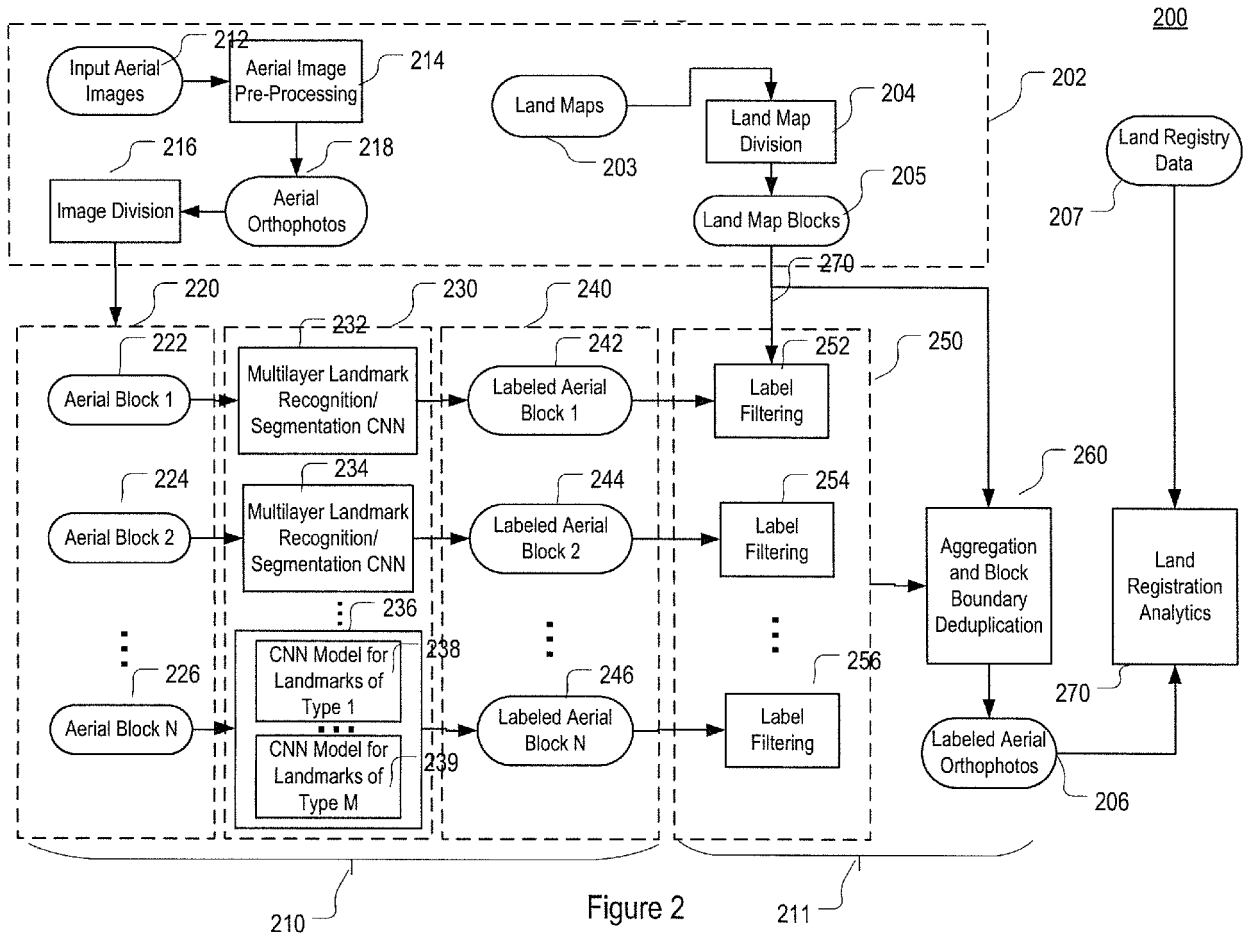 200
212
Input Aerial
Images
Aerial Image
Pre-Processing
214
Land Maps
203
Land Map
Division
204
202
Land Registry
Data
207
216
Image Division
218
Aerial
Orthophotos
205
Land Map Blocks
270
220
230
240
250
222
Aerial Block 1
232
Multilayer Landmark
Recognition/
Segmentation CNN
242
Labeled Aerial
Block 1
252
Label
Filtering
224
Aerial Block 2
234
Multilayer Landmark
Recognition/
Segmentation CNN
244
Labeled Aerial
Block 2
254
Label
Filtering
260
Aggregation
and Block
Boundary
Deduplication
Land
Registration
Analytics
270
226
Aerial Block N
236
CNN Model for
Landmarks of
Type 1
238
CNN Model for
Landmarks of
Type M
239
246
Labeled Aerial
Block N
256
Label
Filtering
Labeled Aerial
Orthophotos
206
210
Figure 2
211